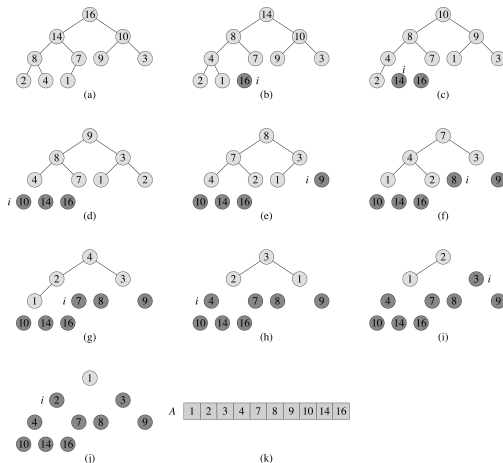 16 14 10
14 10 8 10 8 9
8 7 9 3 4 7 9 3 4 7 1 3
2 4 1 2 1 16 i 2 14 i 16
(a) (b) (c)
9 8 7
8 3 7 3 4 3
4 7 1 2 4 2 1 i 9 1 2 8 i 9
i 10 14 16 10 14 16 10 14 16
(d) (e) (f)
4 3 2
2 3 2 1 1 3 i
1 i 7 8 9 i 4 7 8 9 4 7 8 9
10 14 16 10 14 16 10 14 16
(g) (h) (i)
1
i 2 3
4 7 8 9 A 1 2 3 4 7 8 9 10 14 16
10 14 16
(j) (k)